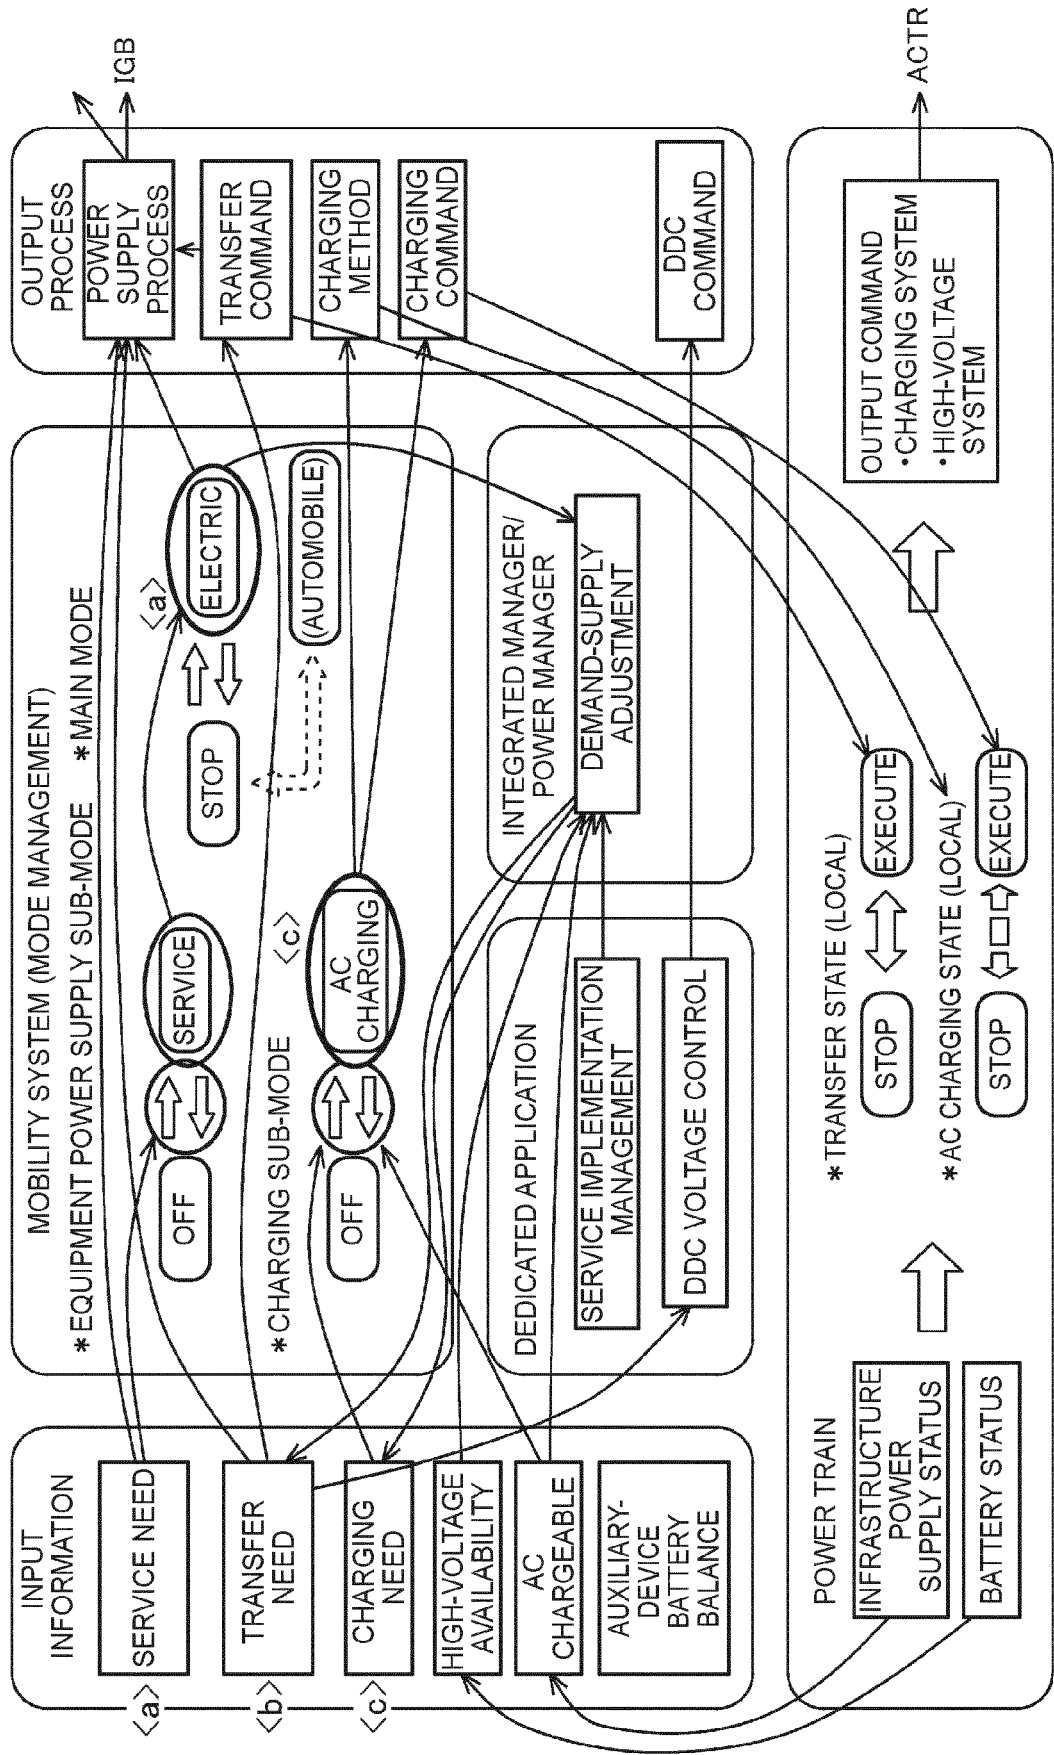 INPUT
INFORMATION
<a>
SERVICE NEED
<b>
TRANSFER
NEED
<c>
CHARGING
NEED
HIGH-VOLTAGE
AVAILABILITY
AC
CHARGEABLE
AUXILIARY-
DEVICE
BATTERY
BALANCE
MOBILITY SYSTEM (MODE MANAGEMENT)
*EQUIPMENT POWER SUPPLY SUB-MODE
*MAIN MODE
OFF
SERVICE
STOP
<a>
ELECTRIC
(AUTOMOBILE)
*CHARGING SUB-MODE
OFF
<c>
AC
CHARGING
DEDICATED APPLICATION
SERVICE IMPLEMENTATION
MANAGEMENT
DDC VOLTAGE CONTROL
INTEGRATED MANAGER/
POWER MANAGER
DEMAND-SUPPLY
ADJUSTMENT
OUTPUT
PROCESS
POWER
SUPPLY
PROCESS
IGB
TRANSFER
COMMAND
CHARGING
METHOD
CHARGING
COMMAND
DDC
COMMAND
POWER TRAIN
INFRASTRUCTURE
POWER
SUPPLY STATUS
BATTERY STATUS
*TRANSFER STATE (LOCAL)
STOP
EXECUTE
*AC CHARGING STATE (LOCAL)
STOP
EXECUTE
OUTPUT COMMAND
•CHARGING SYSTEM
•HIGH-VOLTAGE
SYSTEM
ACTR